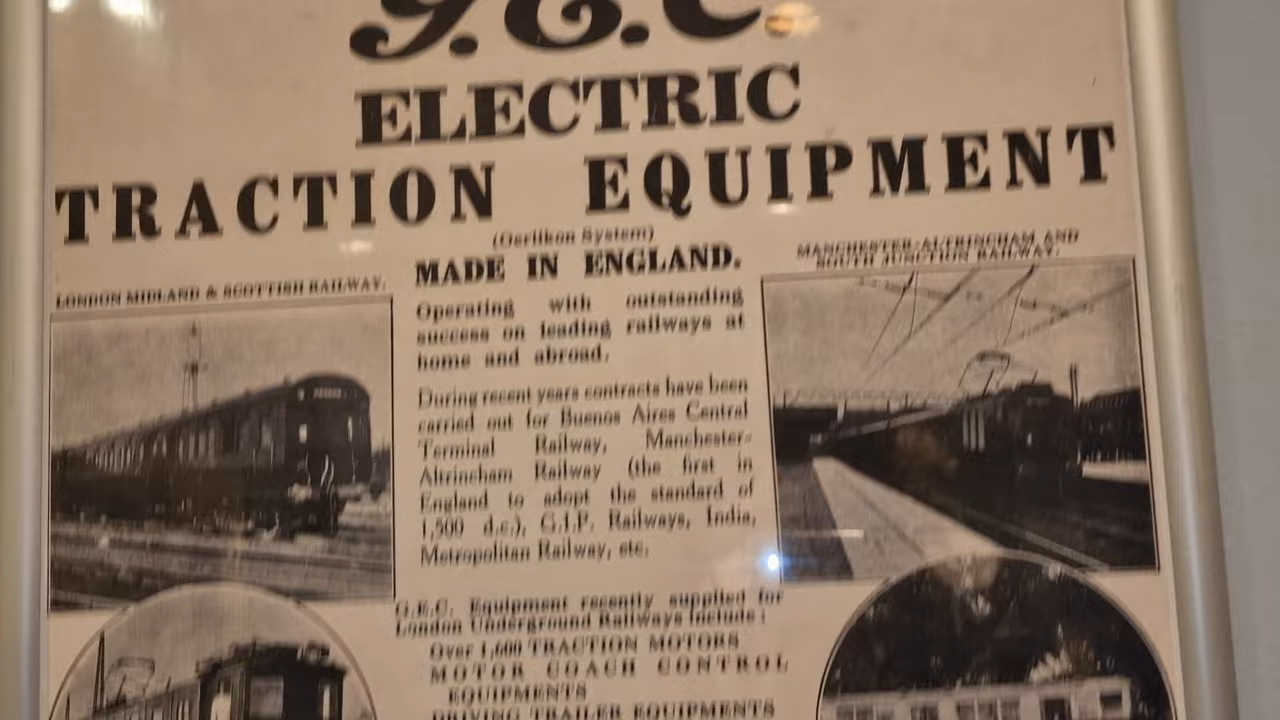 G.E.C.
ELECTRIC
TRACTION EQUIPMENT
(Oerlikon System)
MADE IN ENGLAND.
LONDON MIDLAND & SCOTTISH RAILWAY.
MANCHESTER-ALTRINCHAM AND
SOUTH JUNCTION RAILWAY.
Operating with outstanding
success on leading railways at
home and abroad.
During recent years contracts have been
carried out for Buenos Aires Central
Terminal Railway, Manchester-
Altrincham Railway (the first in
England to adopt the standard of
1,500 d.c.), G.I.P. Railways, India,
Metropolitan Railway, etc.
G.E.C. Equipment recently supplied for
London Underground Railways include:
Over 1,600 TRACTION MOTORS
MOTOR COACH CONTROL
EQUIPMENTS
DRIVING TRAILER EQUIPMENTS